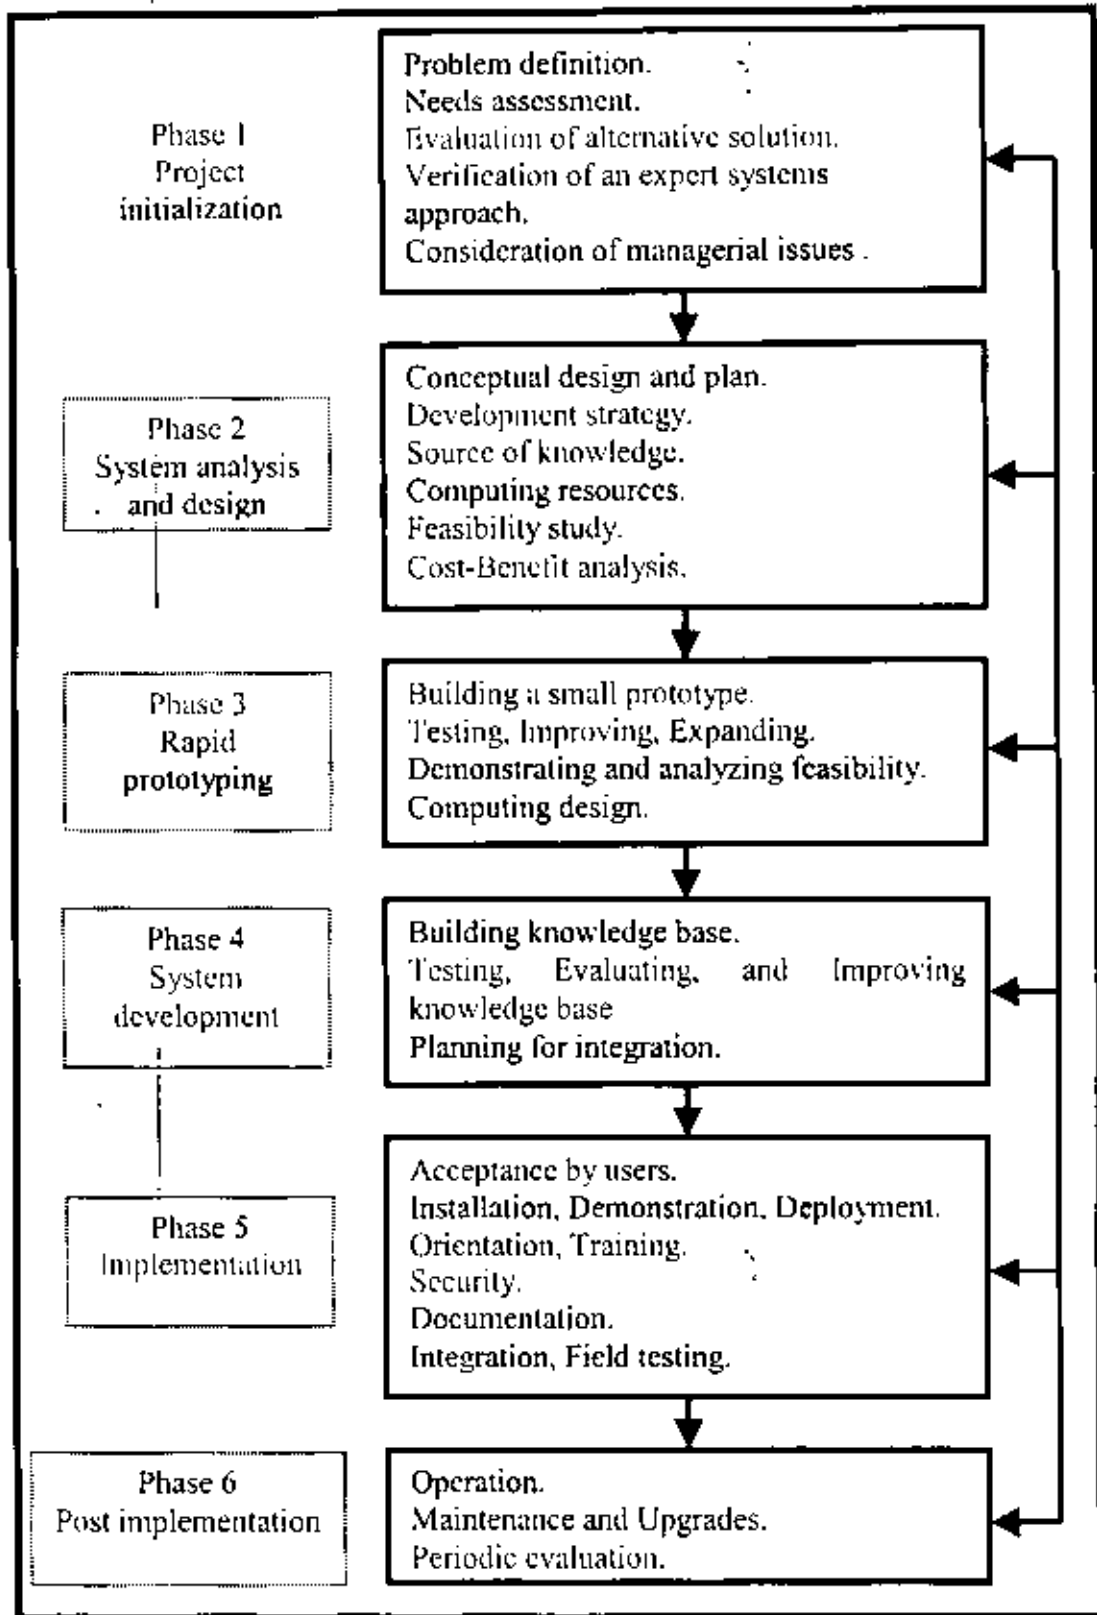 Phase 1
Project
initialization
Problem definition.
Needs assessment.
Evaluation of alternative solution.
Verification of an expert systems
approach.
Consideration of managerial issues .
Phase 2
System analysis
and design
Conceptual design and plan.
Development strategy.
Source of knowledge.
Computing resources.
Feasibility study.
Cost-Benefit analysis.
Phase 3
Rapid
prototyping
Building a small prototype.
Testing, Improving, Expanding.
Demonstrating and analyzing feasibility.
Computing design.
Phase 4
System
development
Building knowledge base.
Testing, Evaluating, and Improving
knowledge base
Planning for integration.
Phase 5
Implementation
Acceptance by users.
Installation, Demonstration, Deployment.
Orientation, Training.
Security.
Documentation.
Integration, Field testing.
Phase 6
Post implementation
Operation.
Maintenance and Upgrades.
Periodic evaluation.